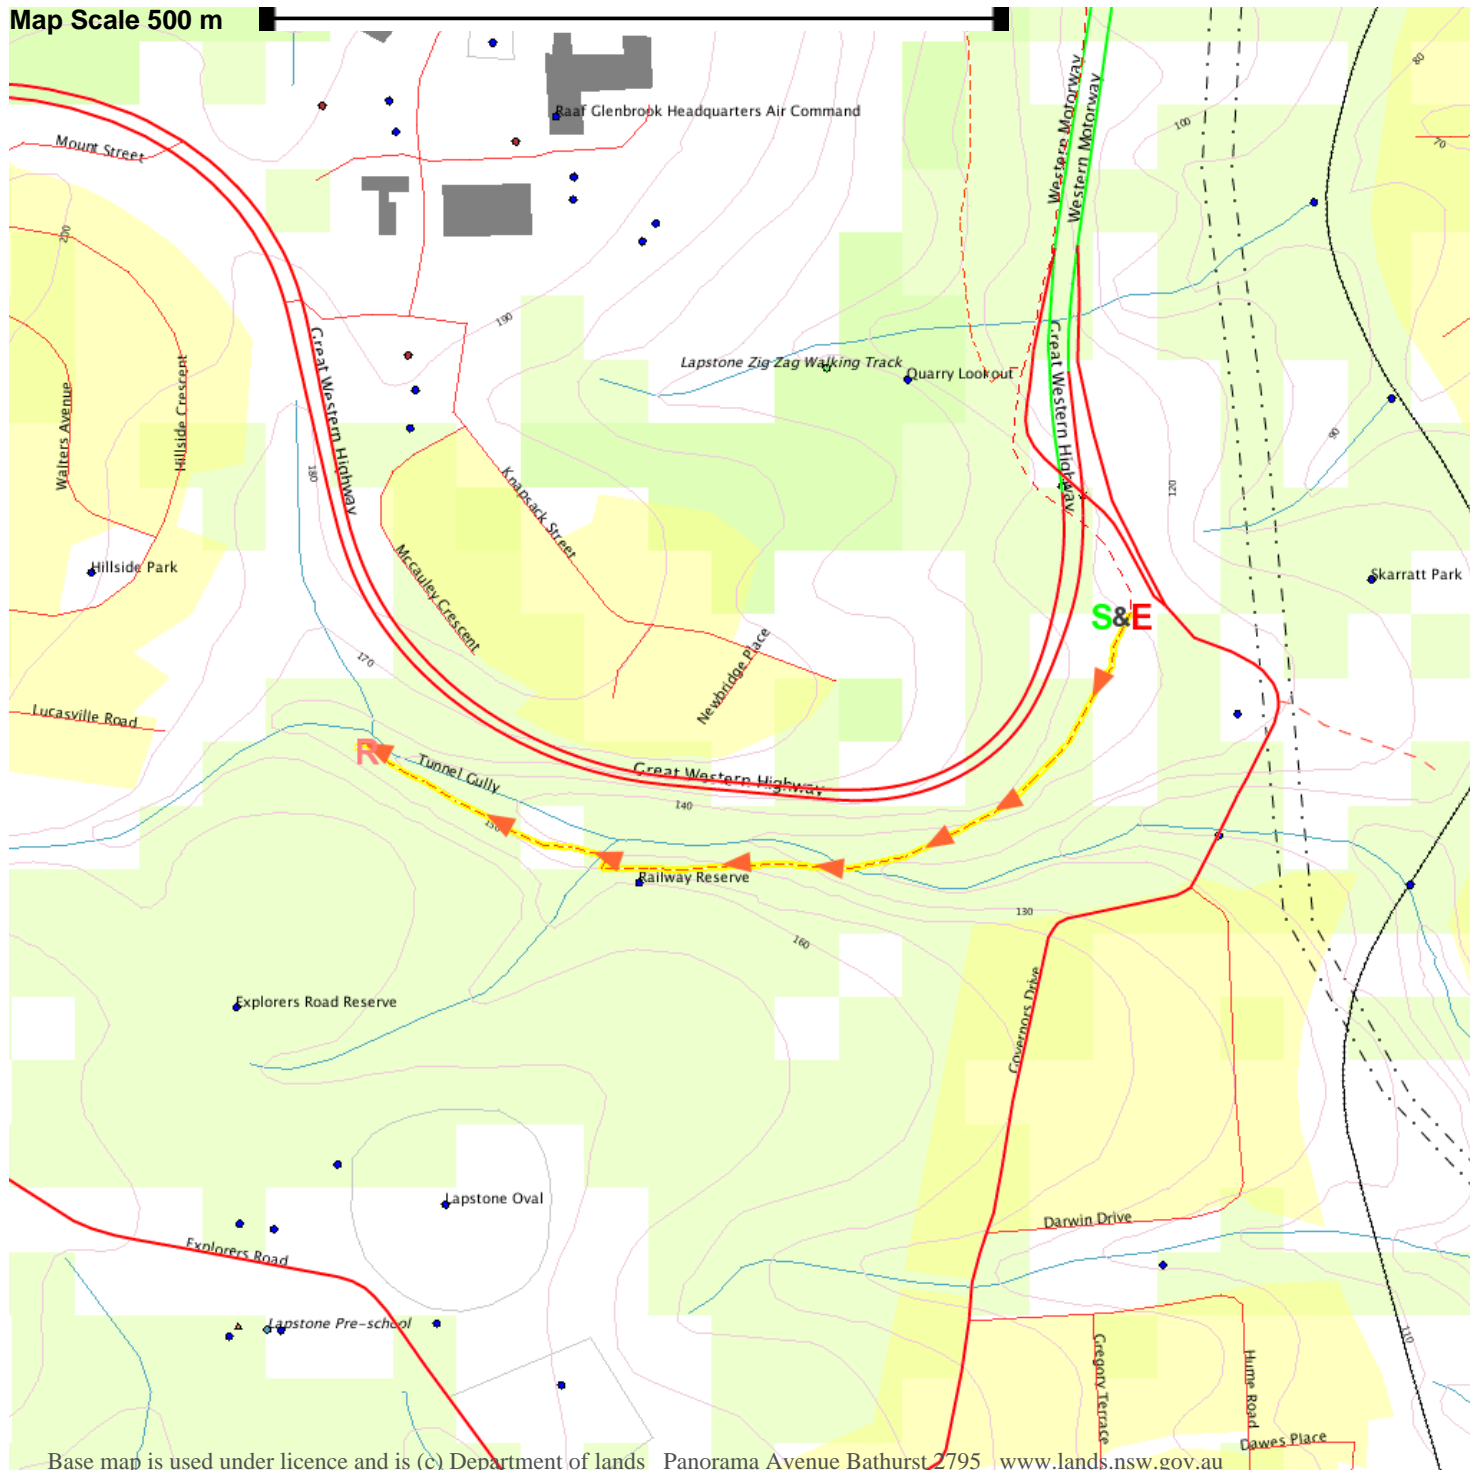 Map Scale 500 m
80
Western Motorway
Western Motorway
Raaf Glenbrook Headquarters Air Command
100
70
Mount Street
200
190
Great Western Highway
Great Western Highway
Lapstone Zig Zag Walking Track
Quarry Lookout
Walters Avenue
Hillside Crescent
90
180
Knapsack Street
120
Hillside Park
Mccauley Crescent
Skarratt Park
S&E
170
Newbridge Place
Lucasville Road
R
Tunnel Gully
Great Western Highway
140
150
Railway Reserve
130
160
Explorers Road Reserve
Governors Drive
Lapstone Oval
Darwin Drive
Explorers Road
Lapstone Pre-school
110
Gregory Terrace
Hume Road
Dawes Place
Base map is used under licence and is (c) Department of lands Panorama Avenue Bathurst 2795 www.lands.nsw.gov.au